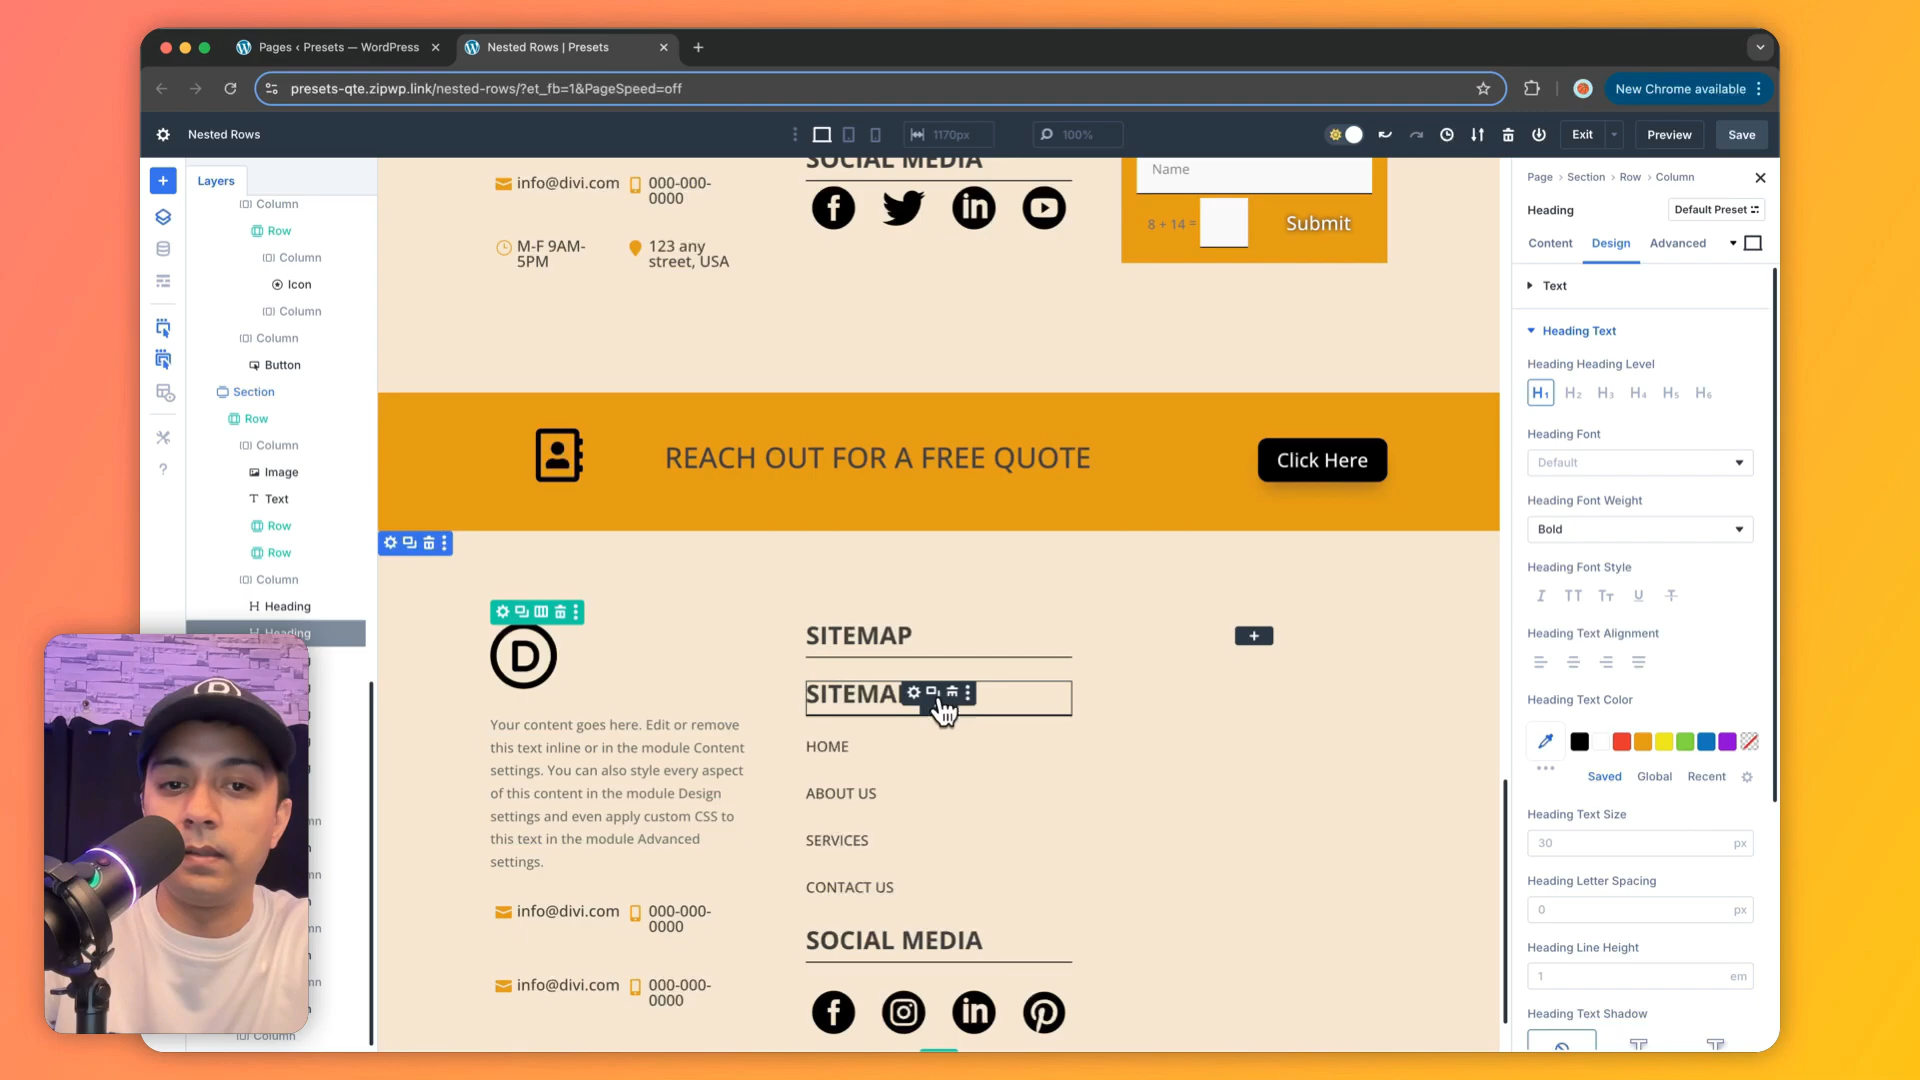 Pages ‹ Presets — WordPress
Nested Rows | Presets
presets-qte.zipwp.link/nested-rows/?et_fb=1&PageSpeed=off
New Chrome available
Nested Rows
1170px
100%
Exit
Preview
Save
Layers
Column
Row
Column
Icon
Column
Column
Button
Section
Row
Column
Image
Text
Row
Row
Column
Heading
Heading
Column
SOCIAL MEDIA
info@divi.com
000-000-
0000
M-F 9AM-
5PM
123 any
street, USA
Name
8 + 14 =
Submit
REACH OUT FOR A FREE QUOTE
Click Here
D
Your content goes here. Edit or remove
this text inline or in the module Content
settings. You can also style every aspect
of this content in the module Design
settings and even apply custom CSS to
this text in the module Advanced
settings.
info@divi.com
000-000-
0000
info@divi.com
000-000-
0000
SITEMAP
SITEMA
HOME
ABOUT US
SERVICES
CONTACT US
SOCIAL MEDIA
Page > Section > Row > Column
Heading
Default Preset
Content
Design
Advanced
Text
Heading Text
Heading Heading Level
H1 H2 H3 H4 H5 H6
Heading Font
Default
Heading Font Weight
Bold
Heading Font Style
Heading Text Alignment
Heading Text Color
Saved
Global
Recent
Heading Text Size
30
px
Heading Letter Spacing
0
px
Heading Line Height
1
em
Heading Text Shadow